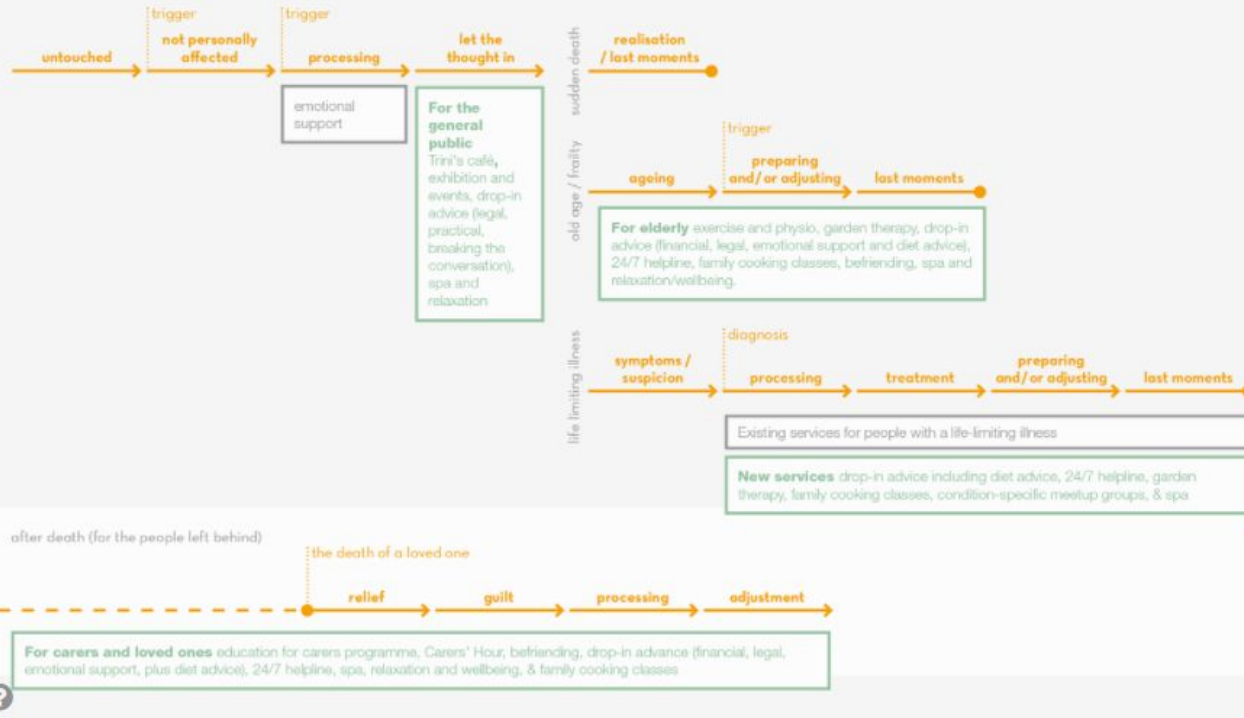 trigger
trigger
untouched
not personally
affected
processing
let the
thought in
sudden death
realisation
/ last moments
emotional
support
For the
general
public
Trini's café,
exhibition and
events, drop-in
advice (legal,
practical,
breaking the
conversation),
spa and
relaxation
old age / frailty
trigger
ageing
preparing
and/or adjusting
last moments
For elderly exercise and physio, garden therapy, drop-in
advice (financial, legal, emotional support and diet advice),
24/7 helpline, family cooking classes, befriending, spa and
relaxation/wellbeing.
life limiting illness
diagnosis
symptoms /
suspicion
processing
treatment
preparing
and/or adjusting
last moments
Existing services for people with a life-limiting illness
New services drop-in advice including diet advice, 24/7 helpline, garden
therapy, family cooking classes, condition-specific meetup groups, & spa
after death (for the people left behind)
the death of a loved one
relief
guilt
processing
adjustment
For carers and loved ones education for carers programme, Carers' Hour, befriending, drop-in advance (financial, legal,
emotional support, plus diet advice), 24/7 helpline, spa, relaxation and wellbeing, & family cooking classes
?